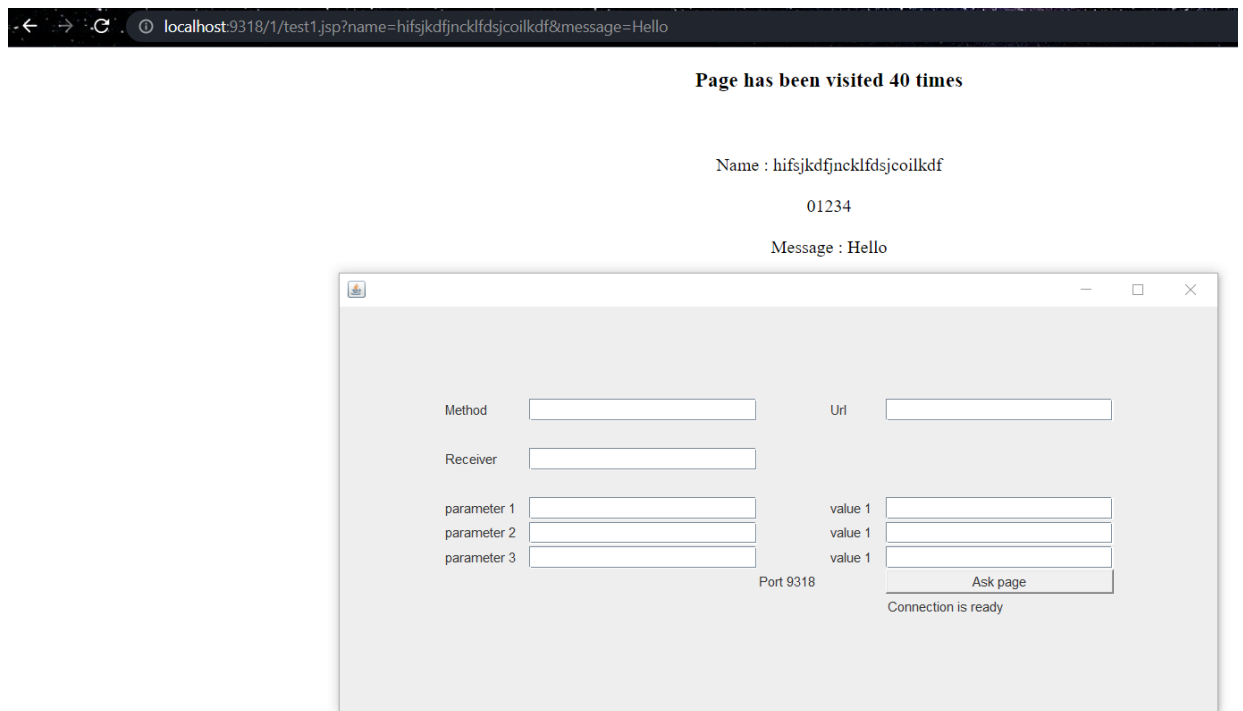 localhost:9318/1/test1.jsp?name=hifsjkdfjncklfdsjcoilkdf&message=Hello
Page has been visited 40 times
Name : hifsjkdfjncklfdsjcoilkdf
01234
Message : Hello
Method Url
Receiver
parameter 1 value 1
parameter 2 value 1
parameter 3 value 1
Port 9318 Ask page
Connection is ready